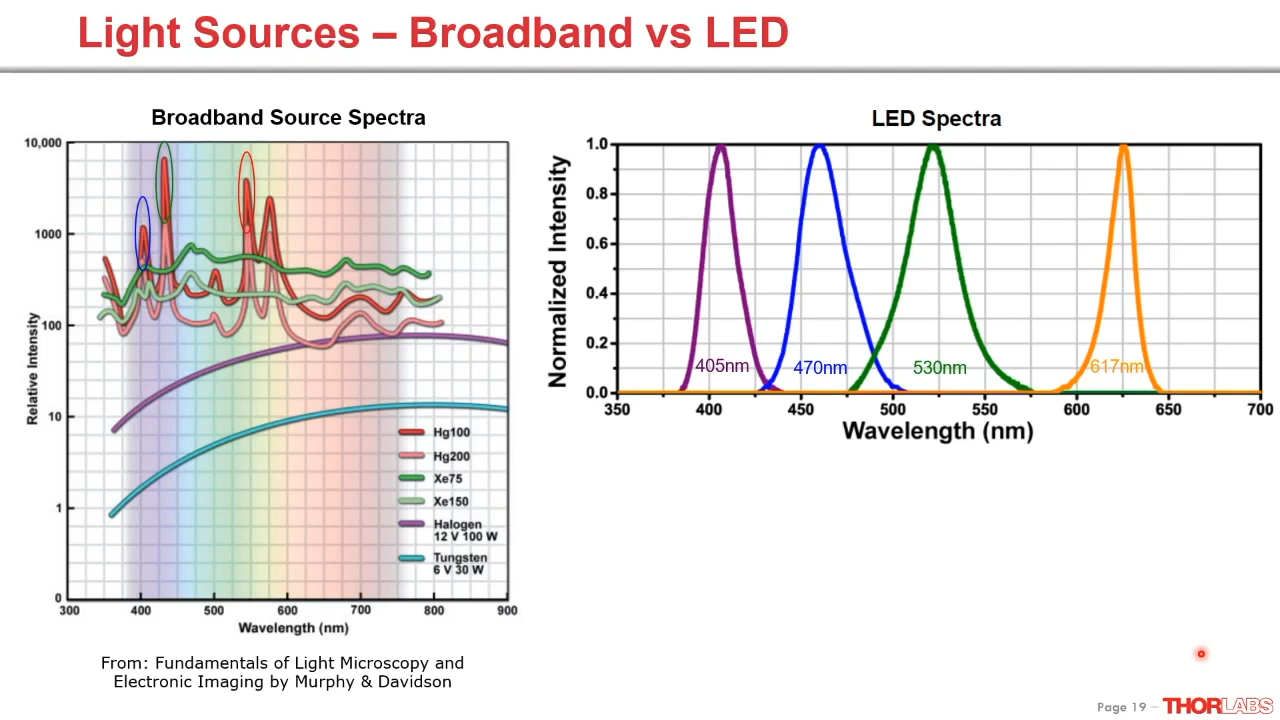 Light Sources – Broadband vs LED
Broadband Source Spectra
10,000
1000
100
10
1
0
Relative Intensity
300 400 500 600 700 800 900
Wavelength (nm)
Hg100
Hg200
Xe75
Xe150
Halogen
12 V 100 W
Tungsten
6 V 30 W
From: Fundamentals of Light Microscopy and
Electronic Imaging by Murphy & Davidson
LED Spectra
1.0
0.8
0.6
0.4
0.2
0.0
Normalized Intensity
405nm 470nm 530nm 617nm
350 400 450 500 550 600 650 700
Wavelength (nm)
Page 19 – THORLABS